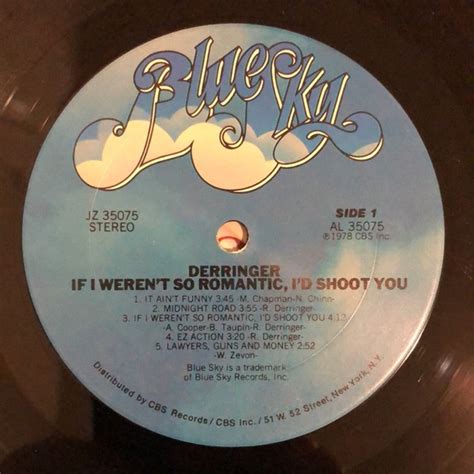 Blue Sky
JZ 35075
STEREO
SIDE 1
AL 35075
Ⓟ1978 CBS Inc.
DERRINGER
IF I WEREN'T SO ROMANTIC, I'D SHOOT YOU
1. IT AIN'T FUNNY 3:45 -M. Chapman-N. Chinn-
2. MIDNIGHT ROAD 3:55 -R. Derringer-
3. IF I WEREN'T SO ROMANTIC, I'D SHOOT YOU 4:12
-A. Cooper-B. Taupin-R. Derringer-
4. EZ ACTION 3:20 -R. Derringer-
5. LAWYERS, GUNS AND MONEY 2:52
-W. Zevon-
Blue Sky is a trademark
of Blue Sky Records, Inc.
Distributed by CBS Records/CBS Inc./51 W. 52 Street, New York, N.Y.